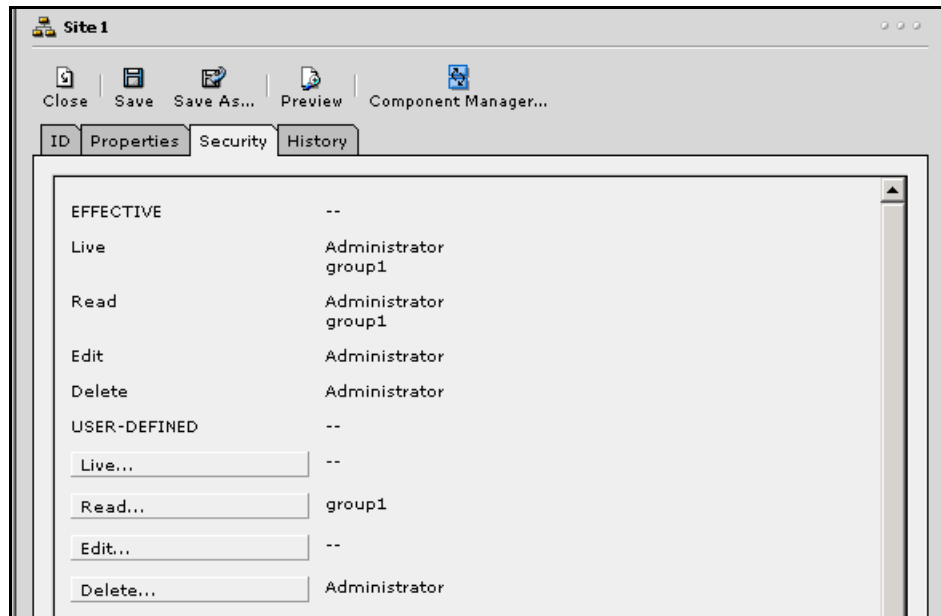 Site 1
Close Save Save As... Preview Component Manager...
ID Properties Security History
EFFECTIVE --
Live Administrator
group1
Read Administrator
group1
Edit Administrator
Delete Administrator
USER-DEFINED --
Live... --
Read... group1
Edit... --
Delete... Administrator